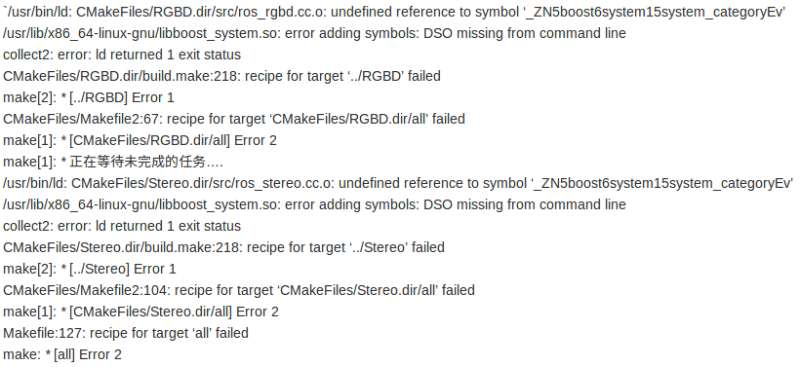 `/usr/bin/ld: CMakeFiles/RGBD.dir/src/ros_rgbd.cc.o: undefined reference to symbol ‘_ZN5boost6system15system_categoryEv’
/usr/lib/x86_64-linux-gnu/libboost_system.so: error adding symbols: DSO missing from command line
collect2: error: ld returned 1 exit status
CMakeFiles/RGBD.dir/build.make:218: recipe for target ‘../RGBD’ failed
make[2]: * [../RGBD] Error 1
CMakeFiles/Makefile2:67: recipe for target ‘CMakeFiles/RGBD.dir/all’ failed
make[1]: * [CMakeFiles/RGBD.dir/all] Error 2
make[1]: * 正在等待未完成的任务….
/usr/bin/ld: CMakeFiles/Stereo.dir/src/ros_stereo.cc.o: undefined reference to symbol ‘_ZN5boost6system15system_categoryEv’
/usr/lib/x86_64-linux-gnu/libboost_system.so: error adding symbols: DSO missing from command line
collect2: error: ld returned 1 exit status
CMakeFiles/Stereo.dir/build.make:218: recipe for target ‘../Stereo’ failed
make[2]: * [../Stereo] Error 1
CMakeFiles/Makefile2:104: recipe for target ‘CMakeFiles/Stereo.dir/all’ failed
make[1]: * [CMakeFiles/Stereo.dir/all] Error 2
Makefile:127: recipe for target ‘all’ failed
make: * [all] Error 2